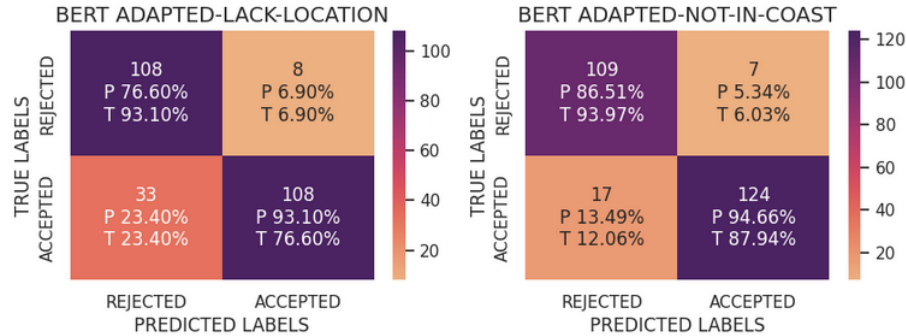 BERT ADAPTED-LACK-LOCATION
TRUE LABELS
REJECTED
ACCEPTED
108
P 76.60%
T 93.10%
8
P 6.90%
T 6.90%
33
P 23.40%
T 23.40%
108
P 93.10%
T 76.60%
100
80
60
40
20
REJECTED
ACCEPTED
PREDICTED LABELS
BERT ADAPTED-NOT-IN-COAST
TRUE LABELS
REJECTED
ACCEPTED
109
P 86.51%
T 93.97%
7
P 5.34%
T 6.03%
17
P 13.49%
T 12.06%
124
P 94.66%
T 87.94%
120
100
80
60
40
20
REJECTED
ACCEPTED
PREDICTED LABELS